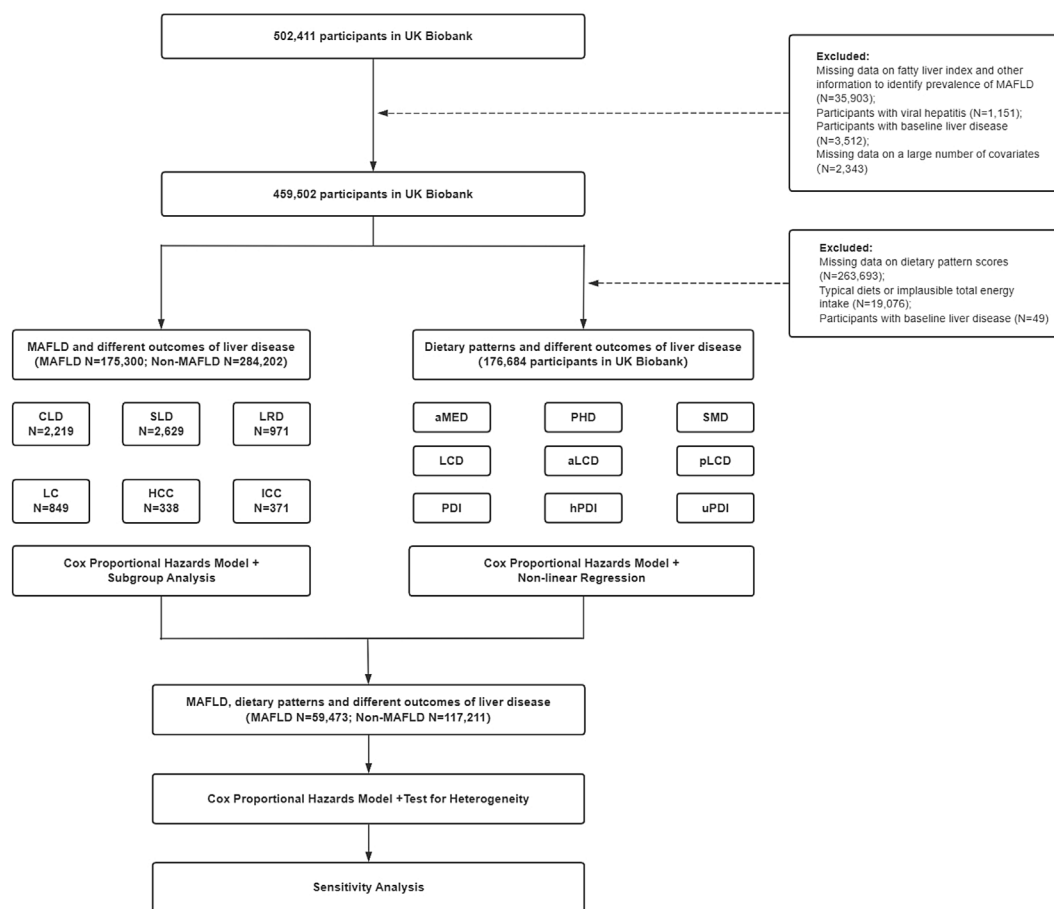 502,411 participants in UK Biobank
Excluded:
Missing data on fatty liver index and other
information to identify prevalence of MAFLD
(N=35,903);
Participants with viral hepatitis (N=1,151);
Participants with baseline liver disease
(N=3,512);
Missing data on a large number of covariates
(N=2,343)
459,502 participants in UK Biobank
Excluded:
Missing data on dietary pattern scores
(N=263,693);
Typical diets or implausible total energy
intake (N=19,076);
Participants with baseline liver disease (N=49)
MAFLD and different outcomes of liver disease
(MAFLD N=175,300; Non-MAFLD N=284,202)
Dietary patterns and different outcomes of liver disease
(176,684 participants in UK Biobank)
CLD
N=2,219
SLD
N=2,629
LRD
N=971
LC
N=849
HCC
N=338
ICC
N=371
aMED
PHD
SMD
LCD
aLCD
pLCD
PDI
hPDI
uPDI
Cox Proportional Hazards Model +
Subgroup Analysis
Cox Proportional Hazards Model +
Non-linear Regression
MAFLD, dietary patterns and different outcomes of liver disease
(MAFLD N=59,473; Non-MAFLD N=117,211)
Cox Proportional Hazards Model +Test for Heterogeneity
Sensitivity Analysis